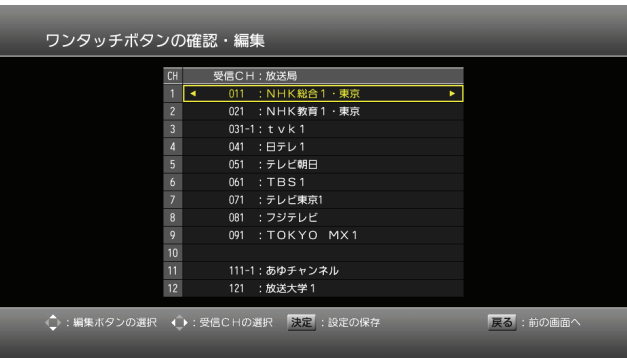 ワンタッチボタンの確認・編集
CH 受信CH：放送局
1 ◀ 011 ：NHK総合1・東京 ▶
2 021 ：NHK教育1・東京
3 031-1：tvk1
4 041 ：日テレ1
5 051 ：テレビ朝日
6 061 ：TBS1
7 071 ：テレビ東京1
8 081 ：フジテレビ
9 091 ：TOKYO MX1
10
11 111-1：あゆチャンネル
12 121 ：放送大学1
：編集ボタンの選択 ：受信CHの選択 決定：設定の保存 戻る：前の画面へ